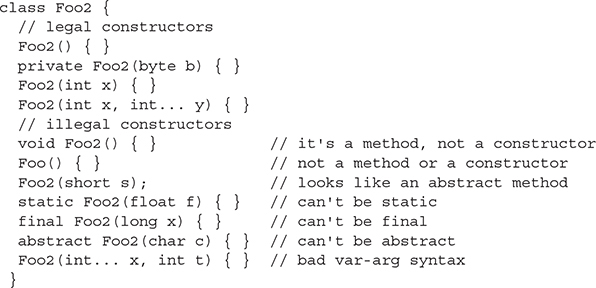 class Foo2 {
  // legal constructors
  Foo2() { }
  private Foo2(byte b) { }
  Foo2(int x) { }
  Foo2(int x, int... y) { }
  // illegal constructors
  void Foo2() { }          // it's a method, not a constructor
  Foo() { }                // not a method or a constructor
  Foo2(short s);           // looks like an abstract method
  static Foo2(float f) { } // can't be static
  final Foo2(long x) { }   // can't be final
  abstract Foo2(char c) { } // can't be abstract
  Foo2(int... x, int t) { } // bad var-arg syntax
}